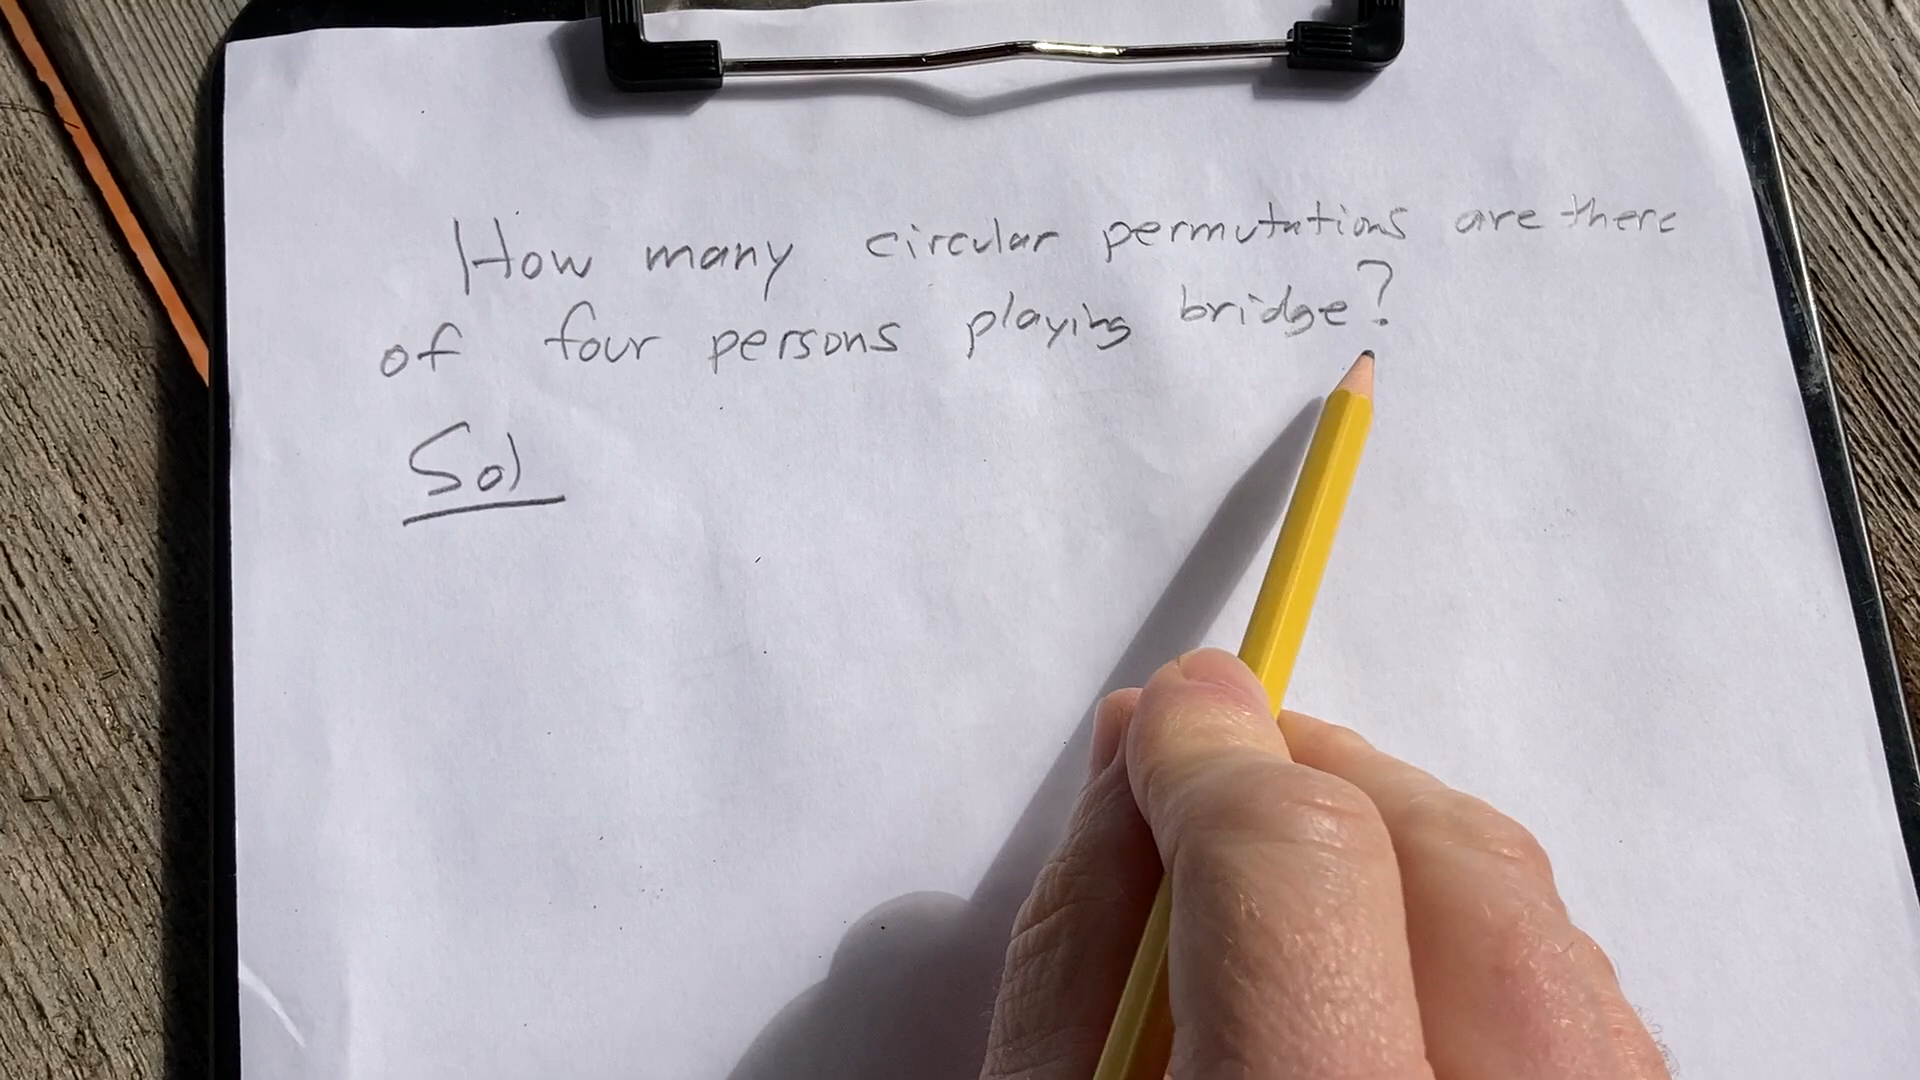 How many circular permutations are there
of four persons playing bridge?
Sol